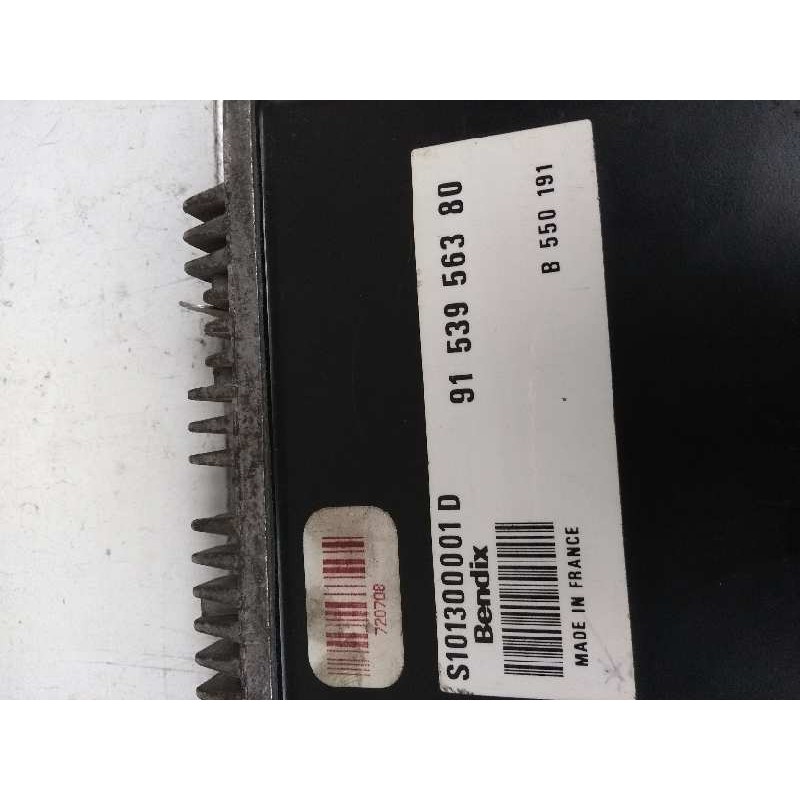 S101300001 D
91 539 563 80
Bendix
MADE IN FRANCE
B 550 191
720708